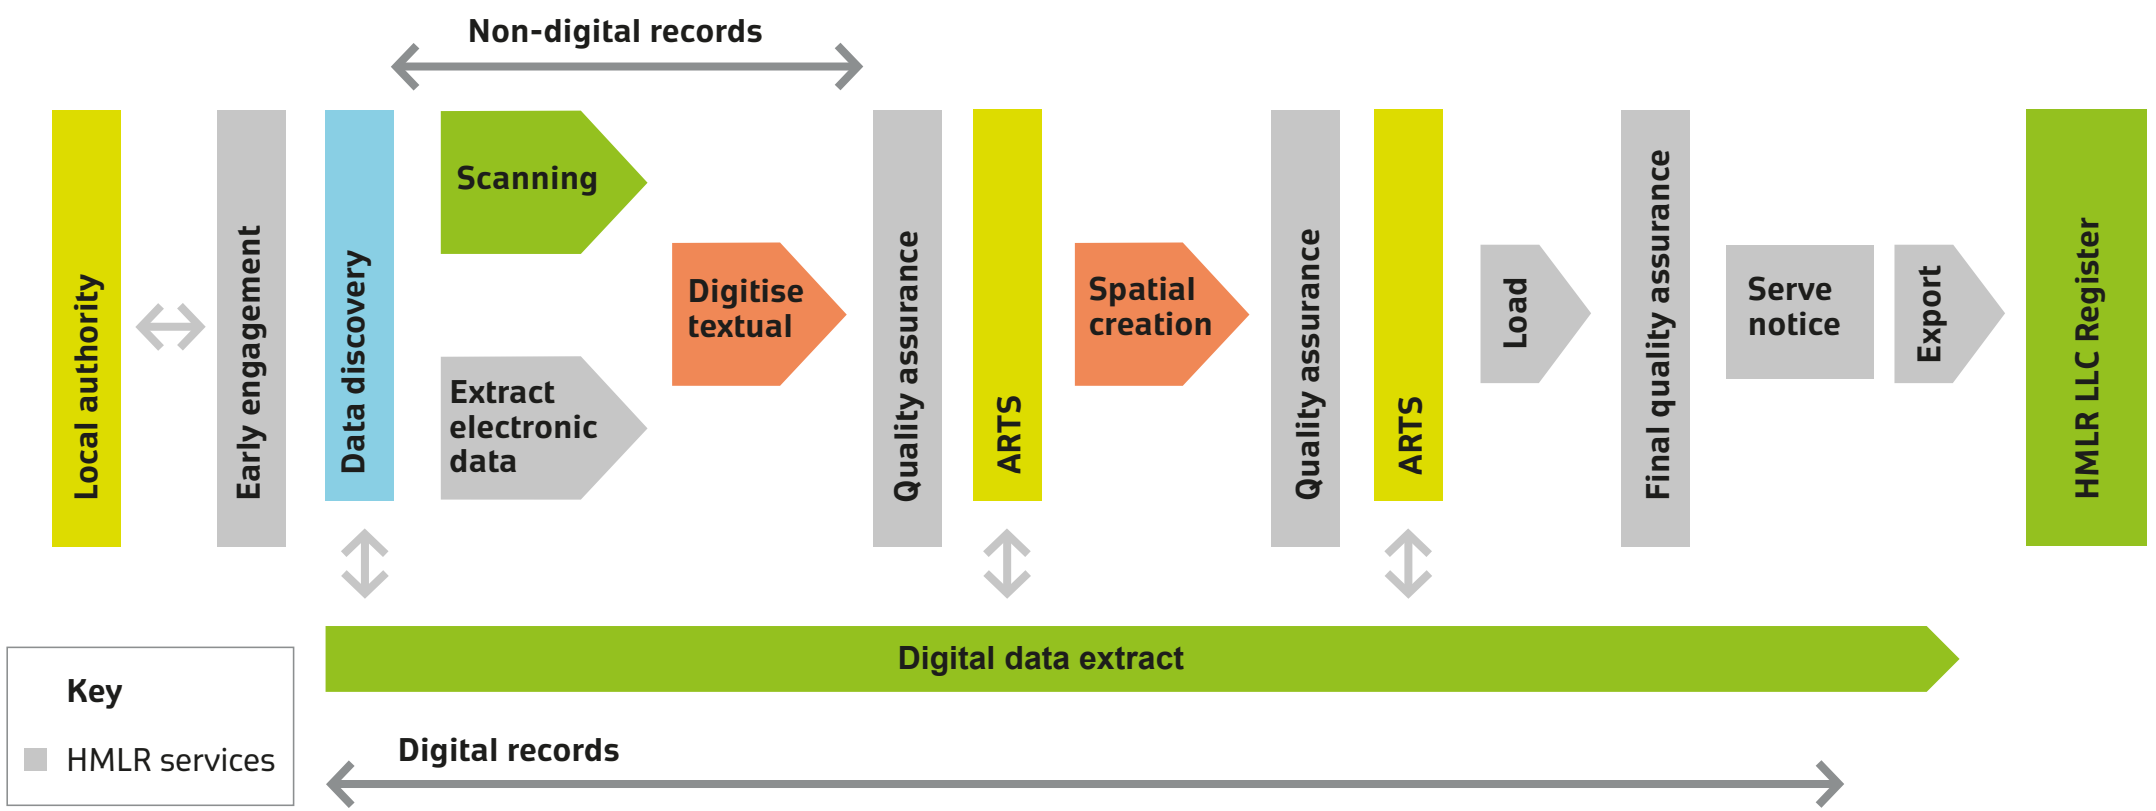 Non-digital records
Local authority
Early engagement
Data discovery
Scanning
Extract
electronic
data
Digitise
textual
Quality assurance
ARTS
Spatial
creation
Quality assurance
ARTS
Load
Final quality assurance
Serve
notice
Export
HMLR LLC Register
Digital data extract
Digital records
Key
HMLR services